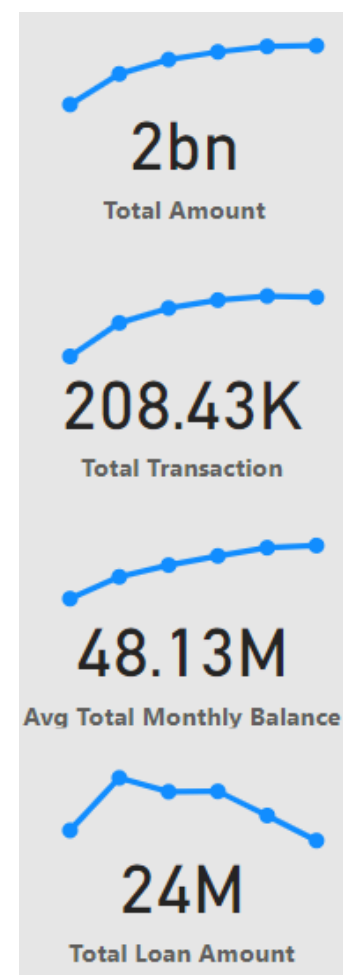 2bn
Total Amount
208.43K
Total Transaction
48.13M
Avg Total Monthly Balance
24M
Total Loan Amount